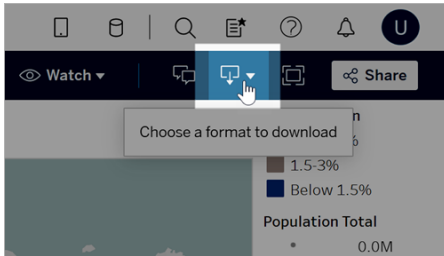 U
Watch
Share
Choose a format to download
n
%
1.5-3%
Below 1.5%
Population Total
0.0M